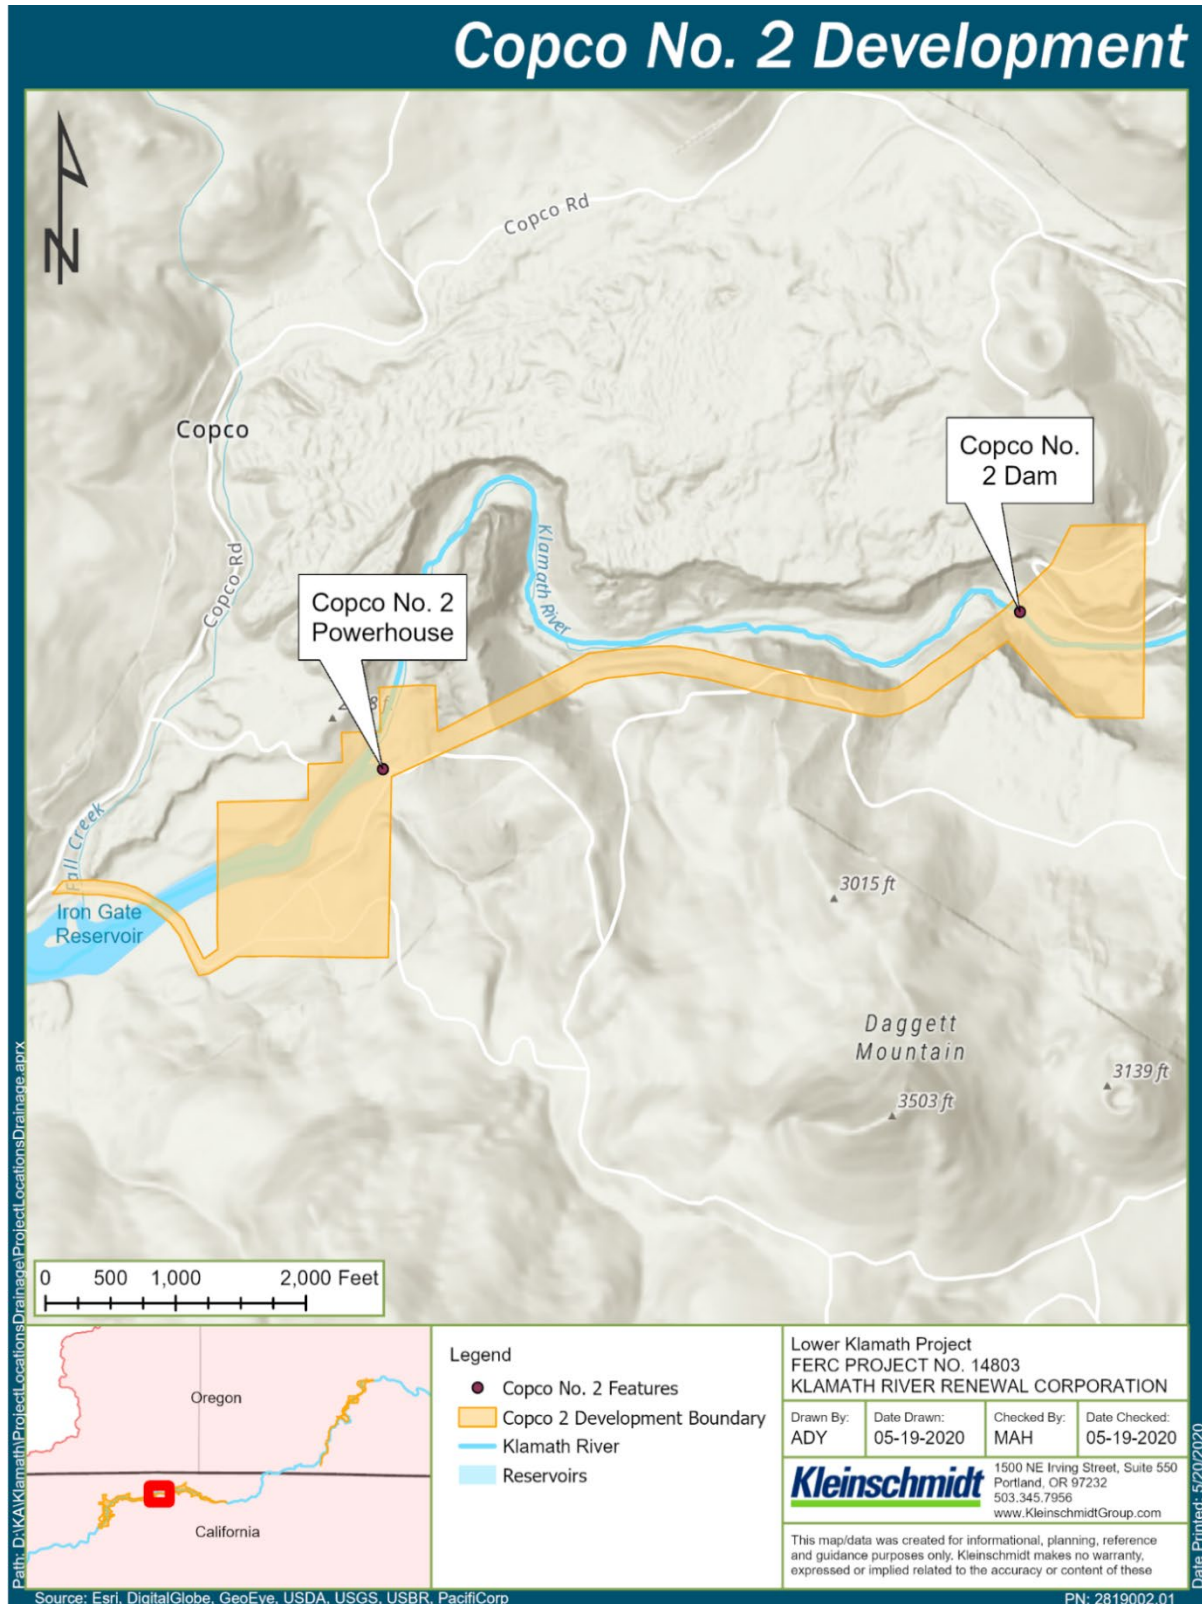 Copco No. 2 Development
N
Copco Rd
Copco
Copco No.
2 Dam
Klamath River
Copco Rd
Copco No. 2
Powerhouse
Fall Creek
3015 ft
Iron Gate
Reservoir
Daggett
Mountain
3139 ft
3503 ft
0 500 1,000 2,000 Feet
Oregon
California
Legend
Copco No. 2 Features
Copco 2 Development Boundary
Klamath River
Reservoirs
Lower Klamath Project
FERC PROJECT NO. 14803
KLAMATH RIVER RENEWAL CORPORATION
Drawn By:
ADY
Date Drawn:
05-19-2020
Checked By:
MAH
Date Checked:
05-19-2020
Kleinschmidt
1500 NE Irving Street, Suite 550
Portland, OR 97232
503.345.7956
www.KleinschmidtGroup.com
This map/data was created for informational, planning, reference
and guidance purposes only. Kleinschmidt makes no warranty,
expressed or implied related to the accuracy or content of these
Path: D:\KA\Klamath\ProjectLocationsDrainage\ProjectLocationsDrainage.aprx
Date Printed: 5/20/2020
Source: Esri, DigitalGlobe, GeoEye, USDA, USGS, USBR, PacifiCorp
PN: 2819002.01